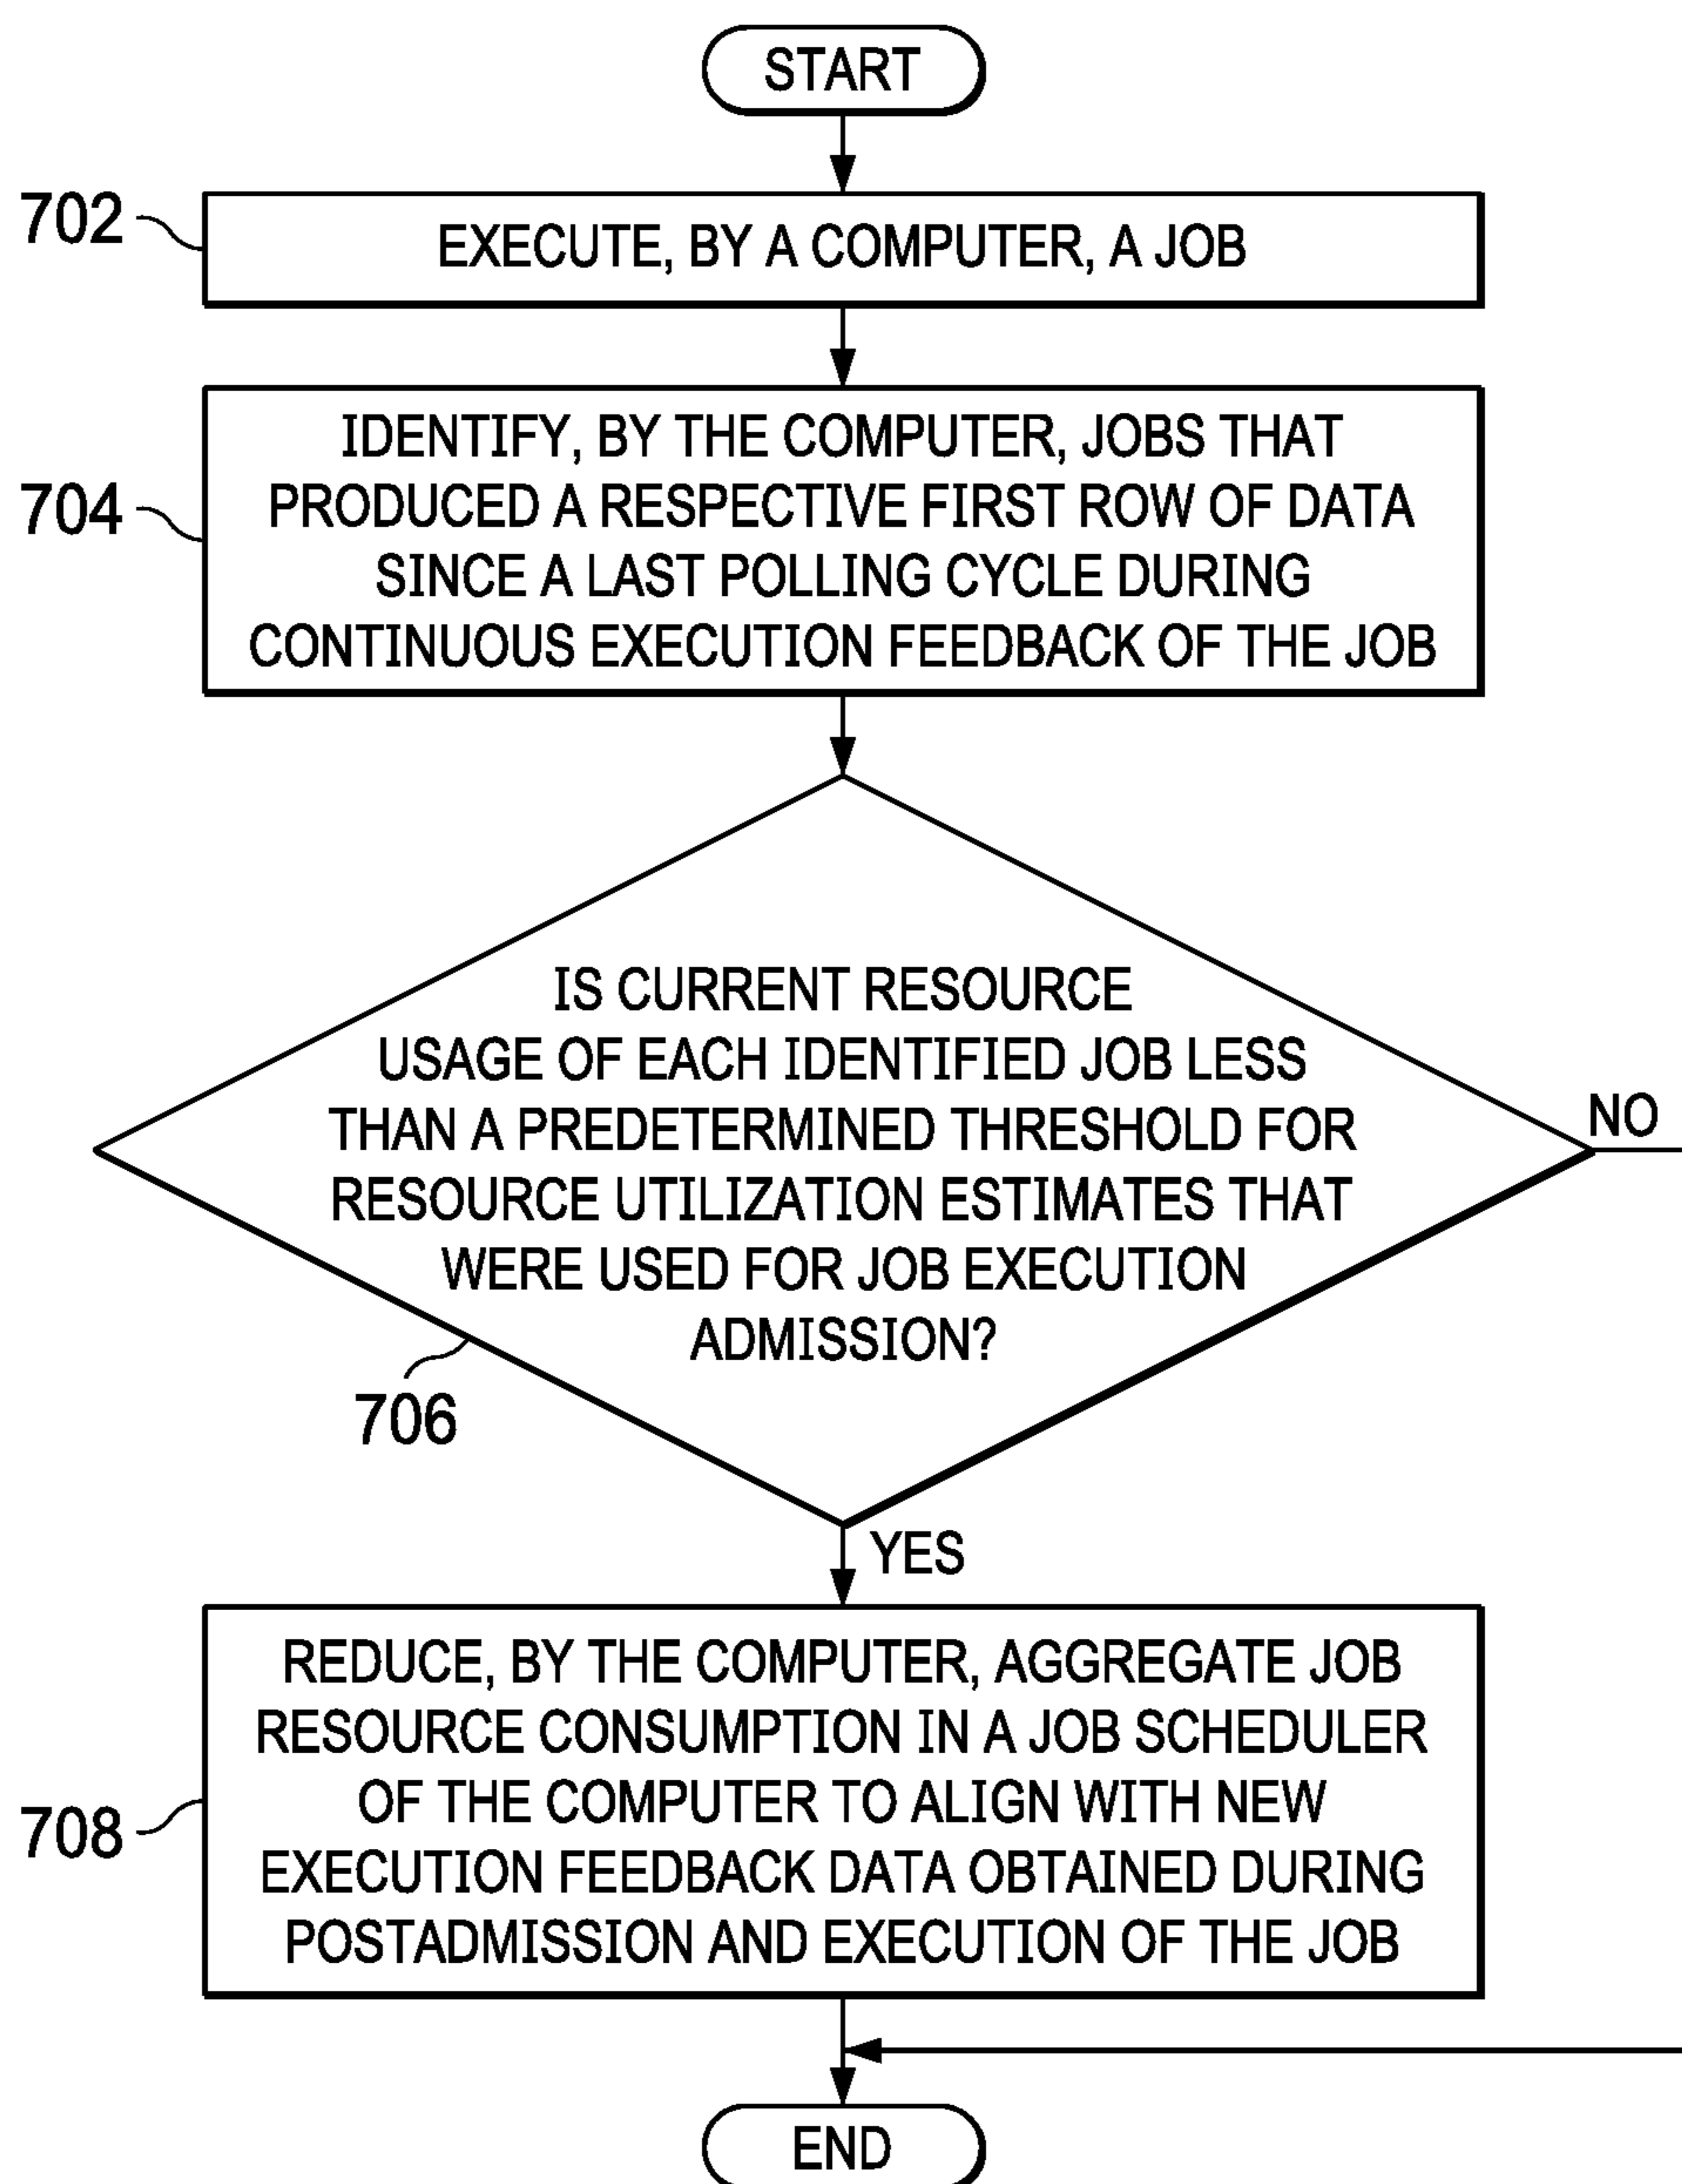 START
702
EXECUTE, BY A COMPUTER, A JOB
704
IDENTIFY, BY THE COMPUTER, JOBS THAT
PRODUCED A RESPECTIVE FIRST ROW OF DATA
SINCE A LAST POLLING CYCLE DURING
CONTINUOUS EXECUTION FEEDBACK OF THE JOB
IS CURRENT RESOURCE
USAGE OF EACH IDENTIFIED JOB LESS
THAN A PREDETERMINED THRESHOLD FOR
RESOURCE UTILIZATION ESTIMATES THAT
WERE USED FOR JOB EXECUTION
ADMISSION?
NO
706
YES
REDUCE, BY THE COMPUTER, AGGREGATE JOB
RESOURCE CONSUMPTION IN A JOB SCHEDULER
OF THE COMPUTER TO ALIGN WITH NEW
EXECUTION FEEDBACK DATA OBTAINED DURING
POSTADMISSION AND EXECUTION OF THE JOB
708
END